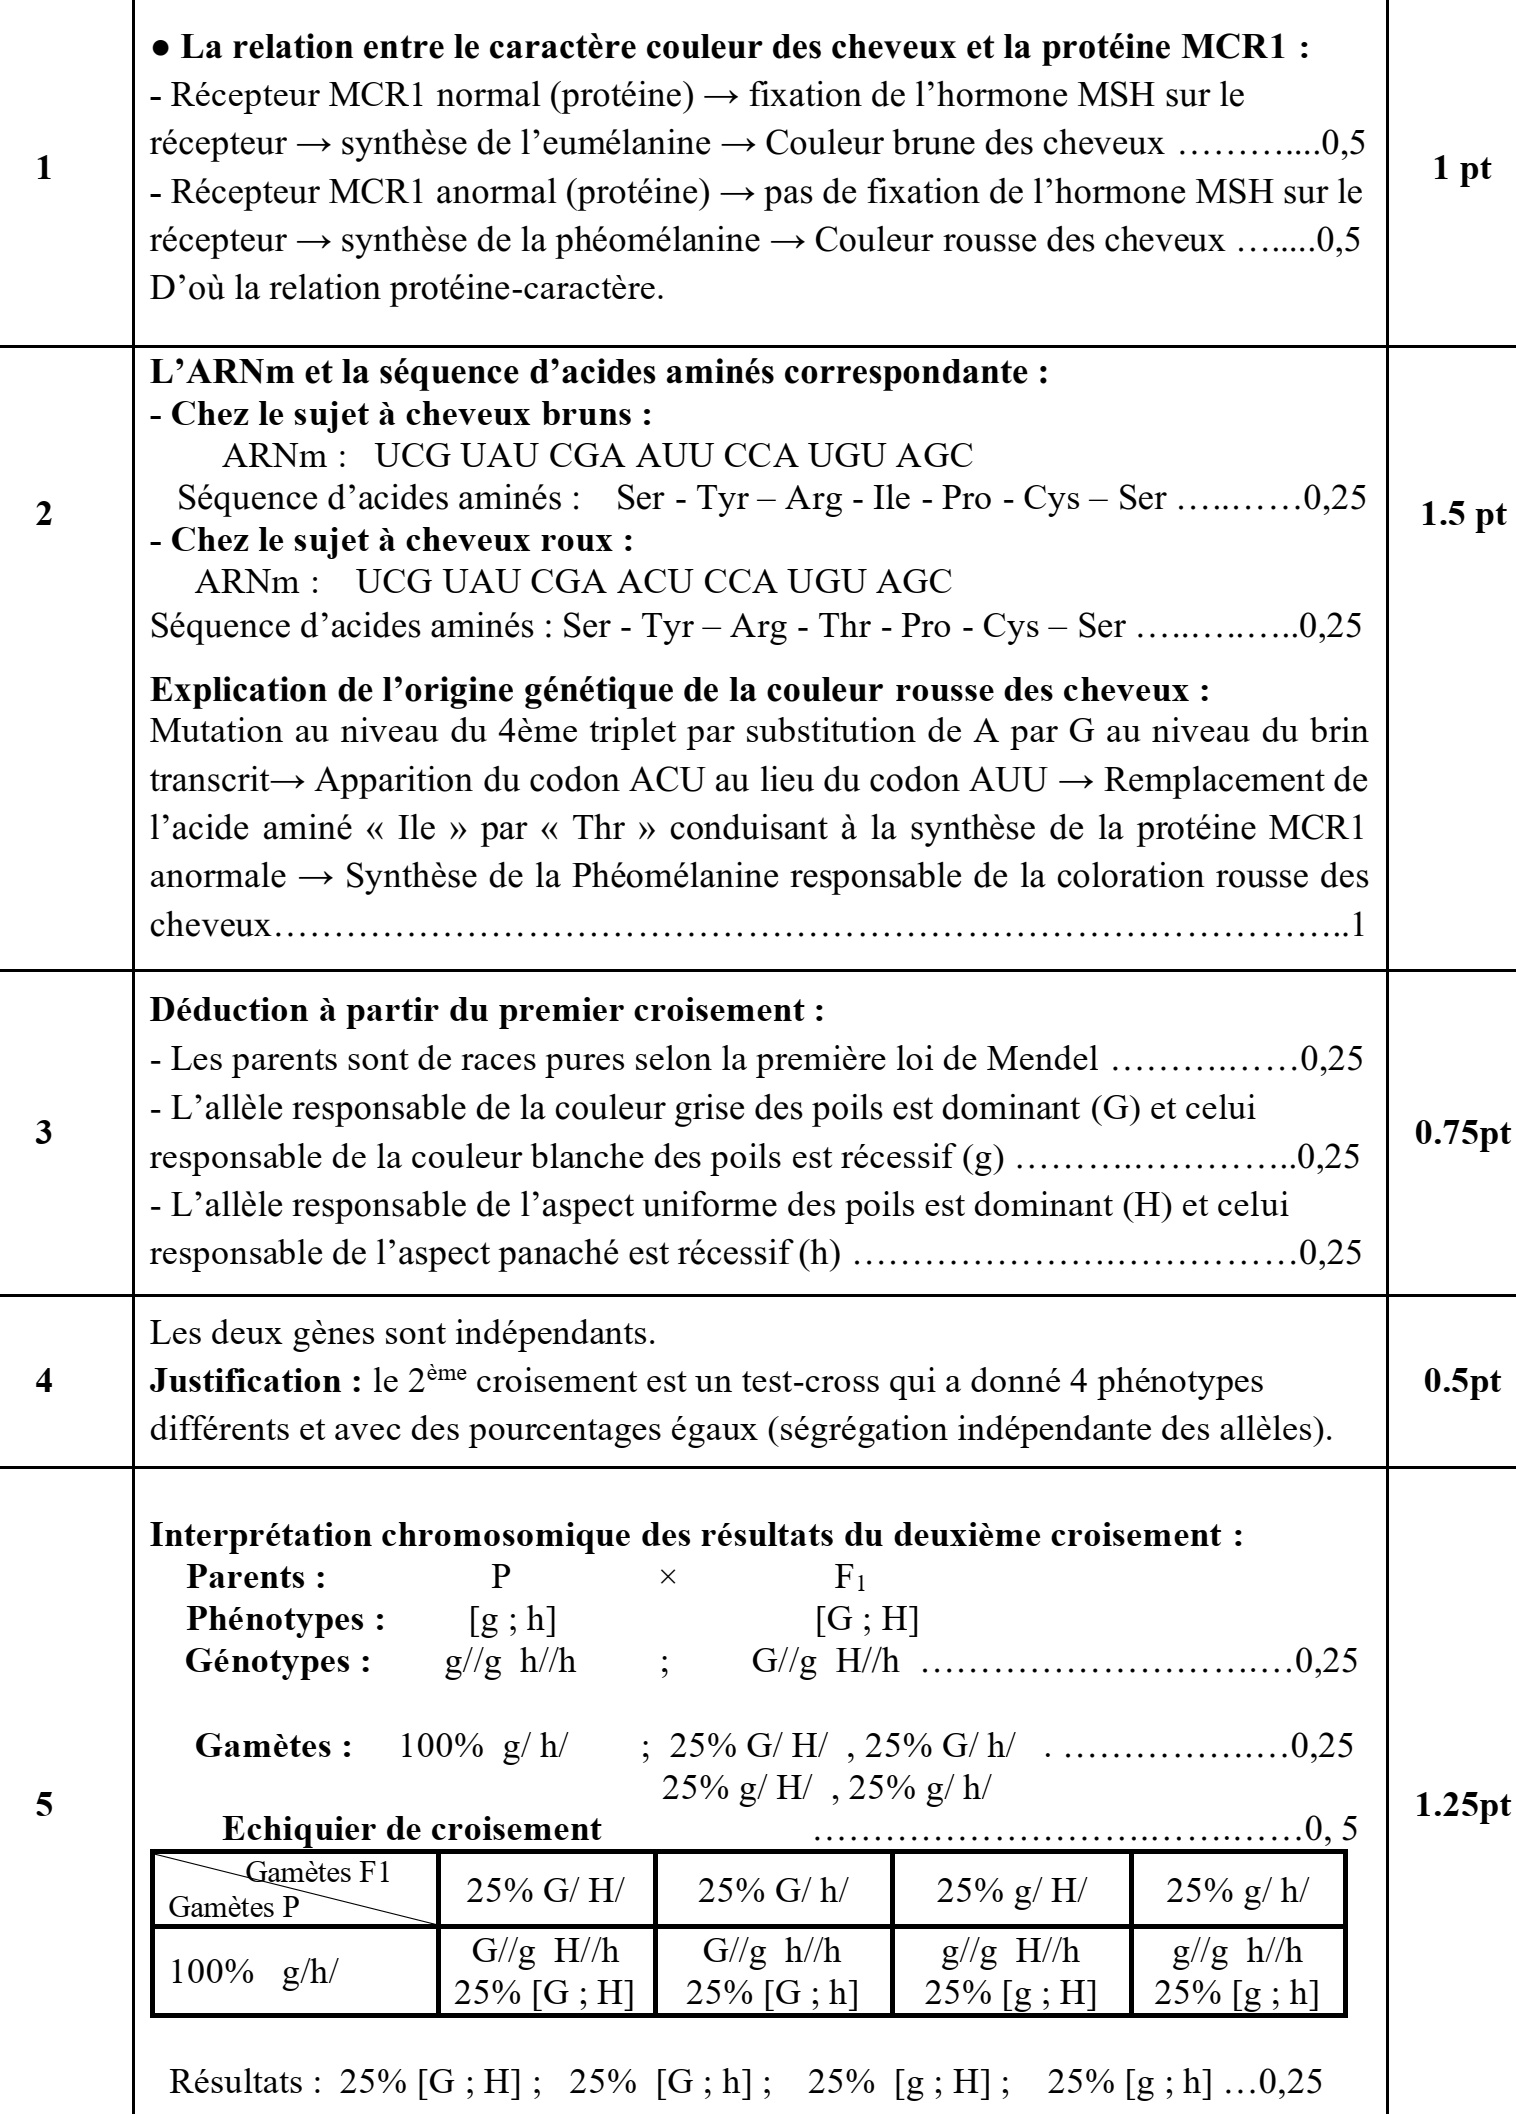 ● La relation entre le caractère couleur des cheveux et la protéine MCR1 :
- Récepteur MCR1 normal (protéine) → fixation de l’hormone MSH sur le
récepteur → synthèse de l’eumélanine → Couleur brune des cheveux ………....0,5
1
1 pt
- Récepteur MCR1 anormal (protéine) → pas de fixation de l’hormone MSH sur le
récepteur → synthèse de la phéomélanine → Couleur rousse des cheveux ….....0,5
D’où la relation protéine-caractère.
L’ARNm et la séquence d’acides aminés correspondante :
- Chez le sujet à cheveux bruns :
ARNm : UCG UAU CGA AUU CCA UGU AGC
Séquence d’acides aminés : Ser - Tyr – Arg - Ile - Pro - Cys – Ser …..……0,25
2
1.5 pt
- Chez le sujet à cheveux roux :
ARNm : UCG UAU CGA ACU CCA UGU AGC
Séquence d’acides aminés : Ser - Tyr – Arg - Thr - Pro - Cys – Ser …..…..…..0,25
Explication de l’origine génétique de la couleur rousse des cheveux :
Mutation au niveau du 4ème triplet par substitution de A par G au niveau du brin
transcrit→ Apparition du codon ACU au lieu du codon AUU → Remplacement de
l’acide aminé « Ile » par « Thr » conduisant à la synthèse de la protéine MCR1
anormale → Synthèse de la Phéomélanine responsable de la coloration rousse des
cheveux………………………………………………………………………………..1
Déduction à partir du premier croisement :
- Les parents sont de races pures selon la première loi de Mendel ………..……0,25
- L’allèle responsable de la couleur grise des poils est dominant (G) et celui
3
0.75pt
responsable de la couleur blanche des poils est récessif (g) ………..…………..0,25
- L’allèle responsable de l’aspect uniforme des poils est dominant (H) et celui
responsable de l’aspect panaché est récessif (h) ………………….……………0,25
Les deux gènes sont indépendants.
4
Justification : le 2ème croisement est un test-cross qui a donné 4 phénotypes
0.5pt
différents et avec des pourcentages égaux (ségrégation indépendante des allèles).
Interprétation chromosomique des résultats du deuxième croisement :
Parents : P × F1
Phénotypes : [g ; h] [G ; H]
Génotypes : g//g h//h ; G//g H//h ……………………….…0,25
Gamètes : 100% g/ h/ ; 25% G/ H/ , 25% G/ h/ . …………….…0,25
25% g/ H/ , 25% g/ h/
5
1.25pt
Echiquier de croisement ……………………….…….……0, 5
Gamètes F1
Gamètes P
25% G/ H/ 25% G/ h/ 25% g/ H/ 25% g/ h/
100% g/h/
G//g H//h G//g h//h g//g H//h g//g h//h
25% [G ; H] 25% [G ; h] 25% [g ; H] 25% [g ; h]
Résultats : 25% [G ; H] ; 25% [G ; h] ; 25% [g ; H] ; 25% [g ; h] …0,25